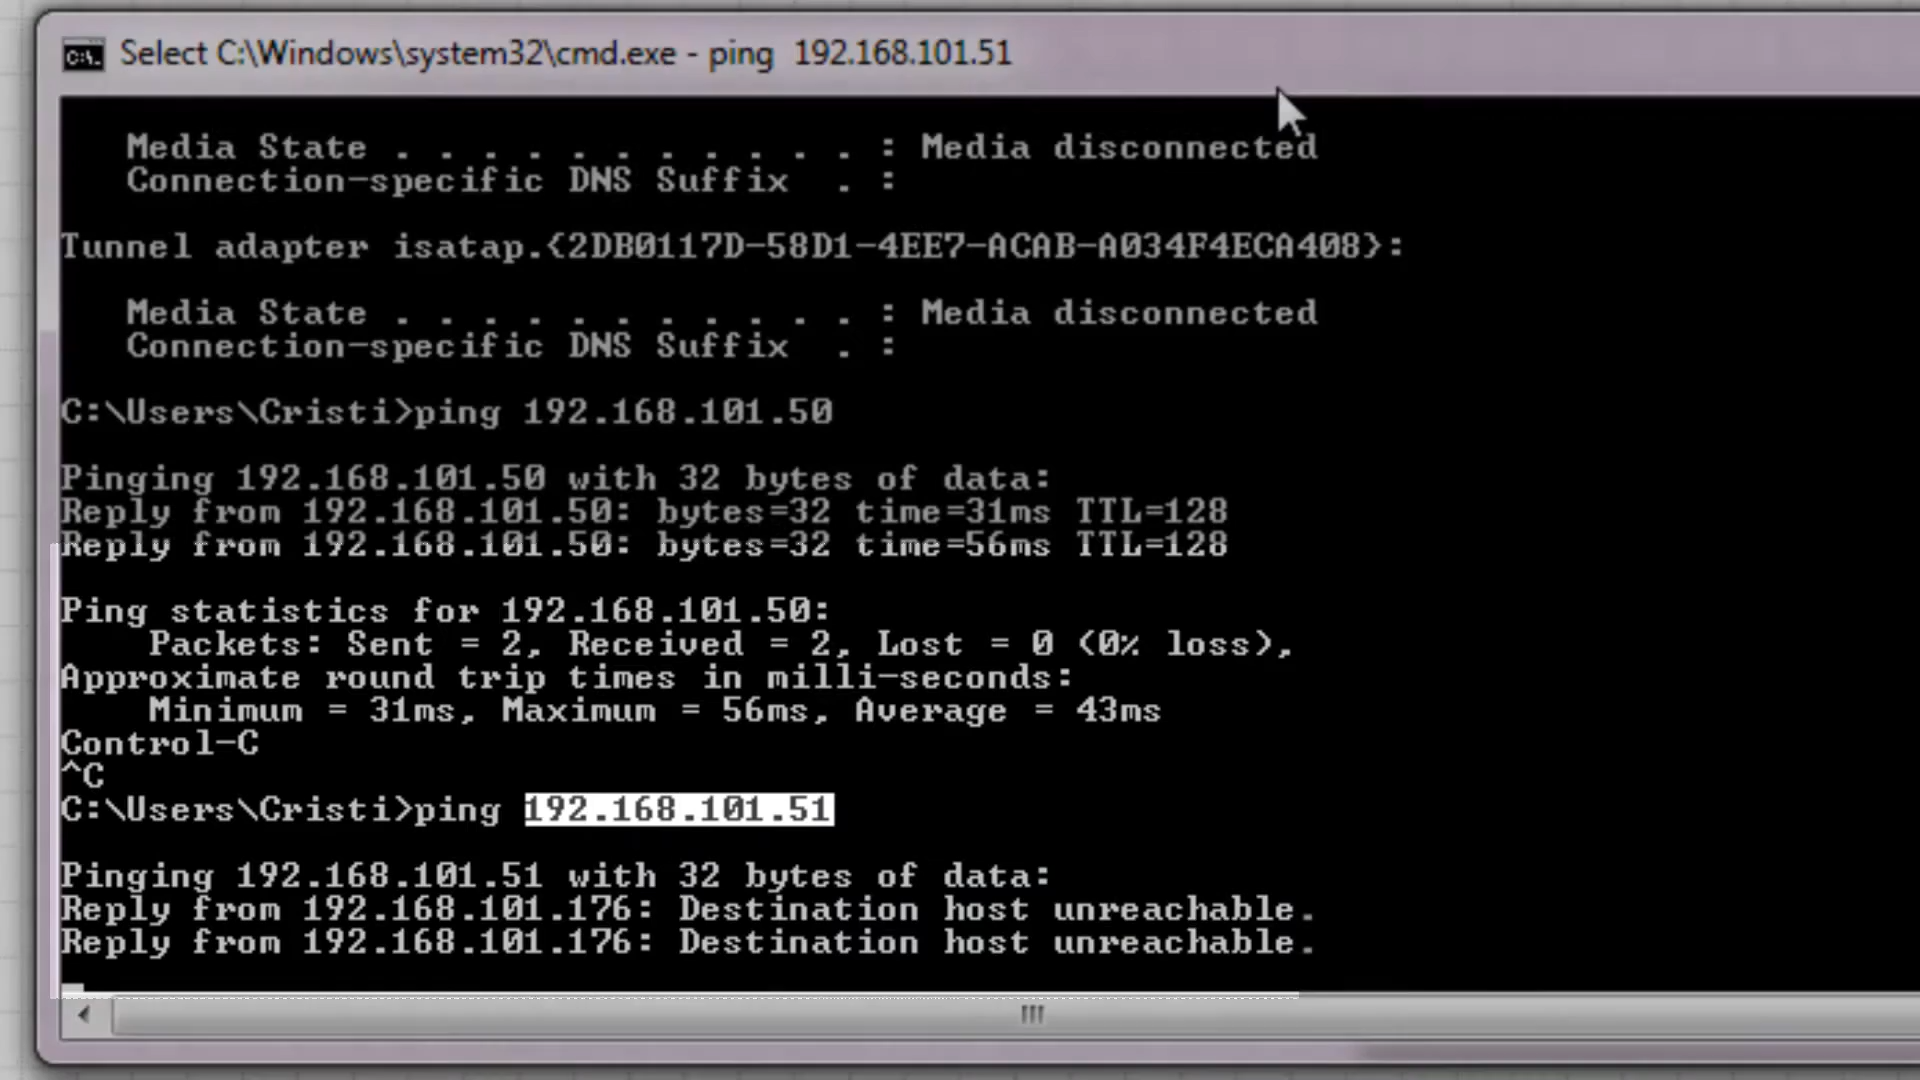 Select C:\Windows\system32\cmd.exe - ping  192.168.101.51
Media State . . . . . . . . . . . : Media disconnected
Connection-specific DNS Suffix  . :
Tunnel adapter isatap.{2DB0117D-58D1-4EE7-ACAB-A034F4ECA408}:
Media State . . . . . . . . . . . : Media disconnected
Connection-specific DNS Suffix  . :
C:\Users\Cristi>ping 192.168.101.50
Pinging 192.168.101.50 with 32 bytes of data:
Reply from 192.168.101.50: bytes=32 time=31ms TTL=128
Reply from 192.168.101.50: bytes=32 time=56ms TTL=128
Ping statistics for 192.168.101.50:
Packets: Sent = 2, Received = 2, Lost = 0 (0% loss),
Approximate round trip times in milli-seconds:
Minimum = 31ms, Maximum = 56ms, Average = 43ms
Control-C
^C
C:\Users\Cristi>ping 192.168.101.51
Pinging 192.168.101.51 with 32 bytes of data:
Reply from 192.168.101.176: Destination host unreachable.
Reply from 192.168.101.176: Destination host unreachable.